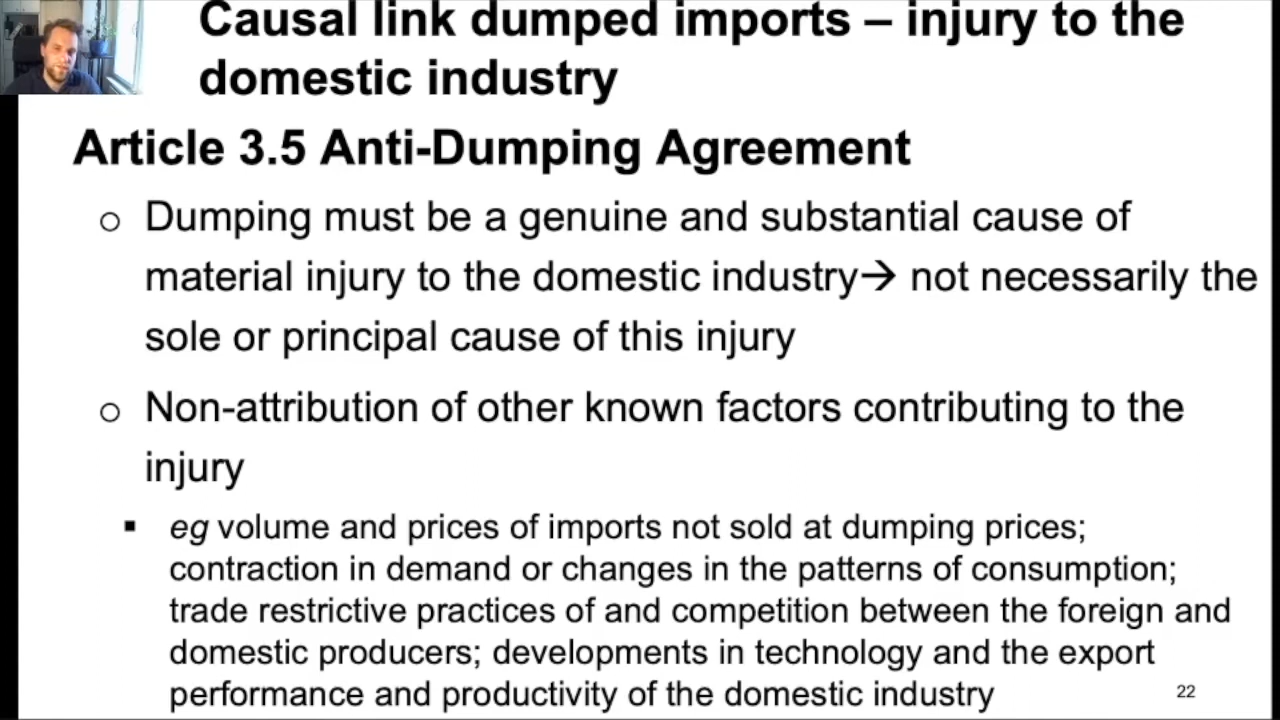 Causal link dumped imports – injury to the
domestic industry
Article 3.5 Anti-Dumping Agreement
o Dumping must be a genuine and substantial cause of
material injury to the domestic industry→ not necessarily the
sole or principal cause of this injury
o Non-attribution of other known factors contributing to the
injury
▪ eg volume and prices of imports not sold at dumping prices;
contraction in demand or changes in the patterns of consumption;
trade restrictive practices of and competition between the foreign and
domestic producers; developments in technology and the export
performance and productivity of the domestic industry
22